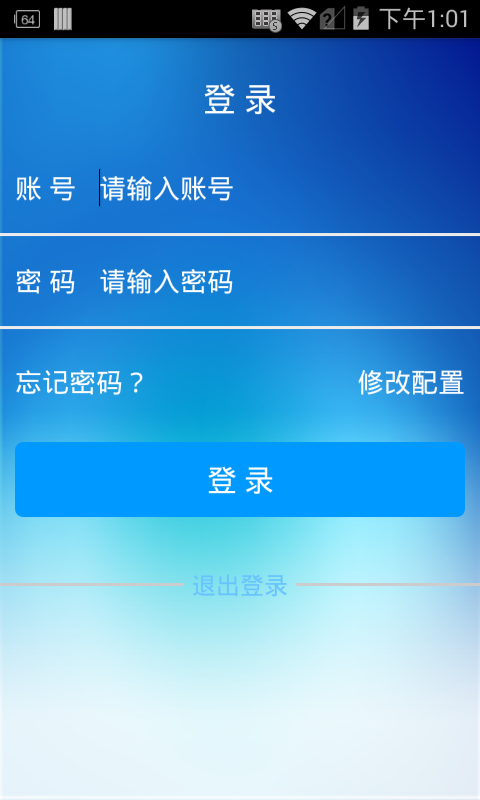 64 下午1:01
登 录
账 号 请输入账号
密 码 请输入密码
忘记密码？ 修改配置
登 录
退出登录